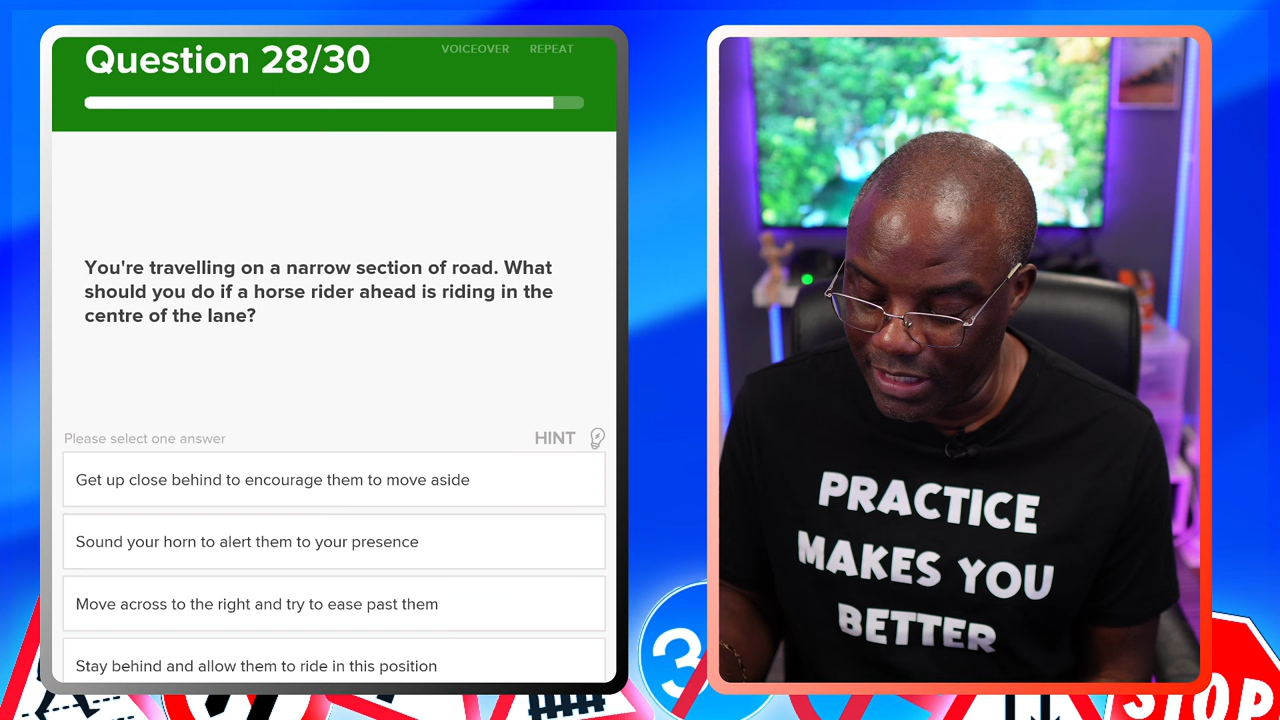 Question 28/30
VOICEOVER
REPEAT
You're travelling on a narrow section of road. What
should you do if a horse rider ahead is riding in the
centre of the lane?
Please select one answer
HINT
Get up close behind to encourage them to move aside
Sound your horn to alert them to your presence
Move across to the right and try to ease past them
Stay behind and allow them to ride in this position
PRACTICE
MAKES YOU
BETTER
3
STOP